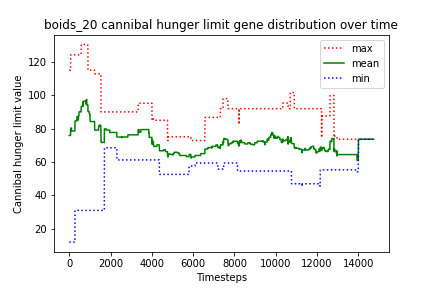 boids_20 cannibal hunger limit gene distribution over time
Cannibal hunger limit value
120
100
80
60
40
20
max
mean
min
0
2000
4000
6000
8000
10000
12000
14000
Timesteps